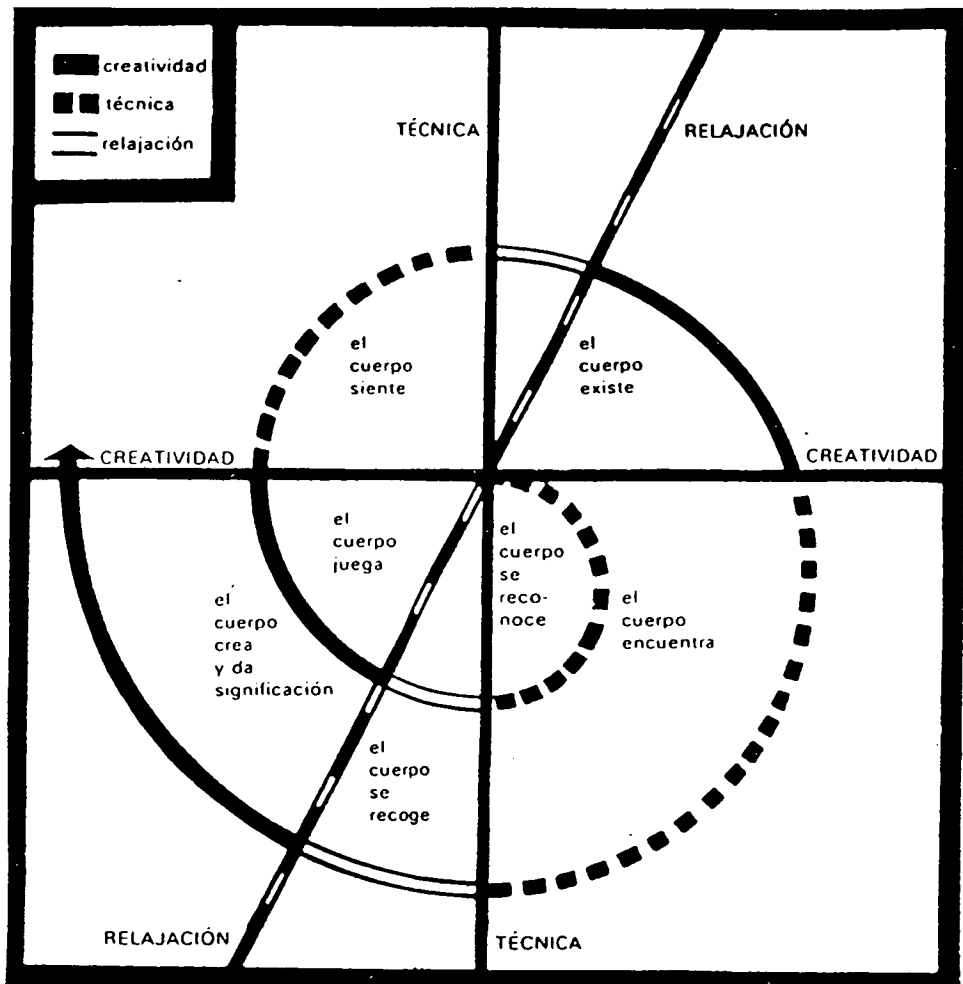 creatividad
técnica
relajación
TÉCNICA
RELAJACIÓN
el
cuerpo
siente
el
cuerpo
existe
CREATIVIDAD
CREATIVIDAD
el
cuerpo
juega
el
cuerpo
se
reco-
noce
el
cuerpo
encuentra
el
cuerpo
crea
y da
significación
el
cuerpo
se
recoge
RELAJACIÓN
TÉCNICA